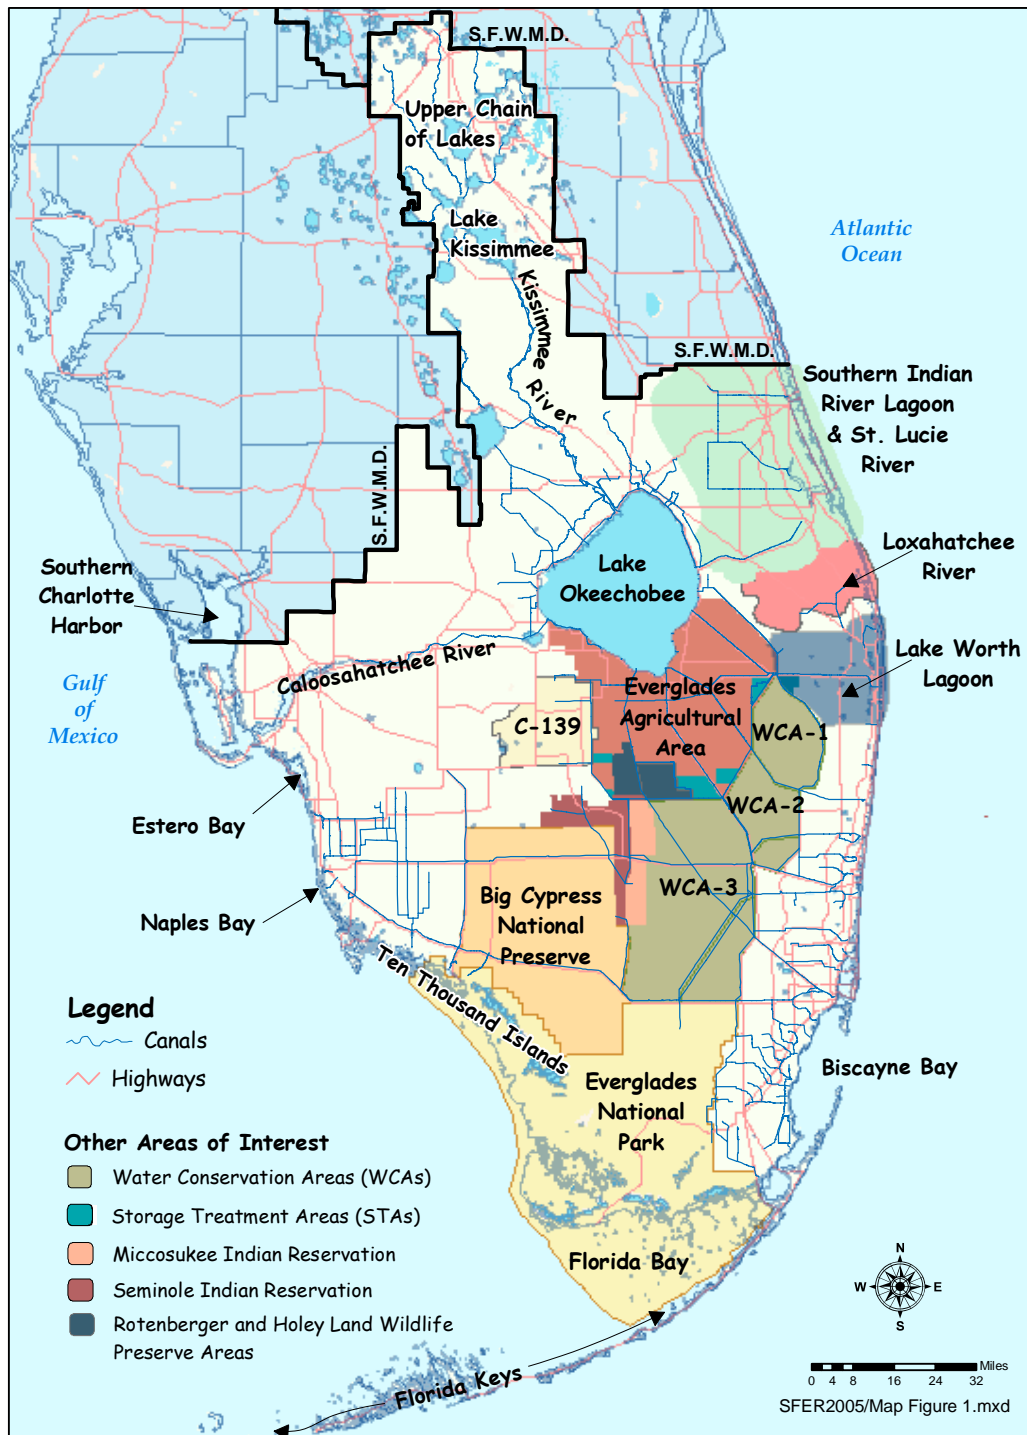 S.F.W.M.D.
Upper Chain
of Lakes
Lake
Kissimmee
Atlantic
Ocean
Kissimmee
River
S.F.W.M.D.
Southern Indian
River Lagoon
& St. Lucie
River
S.F.W.M.D.
Loxahatchee
River
Southern
Charlotte
Harbor
Lake
Okeechobee
Lake Worth
Lagoon
Caloosahatchee River
Gulf
of
Mexico
Everglades
Agricultural
Area
C-139
WCA-1
WCA-2
Estero Bay
WCA-3
Big Cypress
National
Preserve
Naples Bay
Ten Thousand Islands
Biscayne Bay
Everglades
National
Park
Florida Bay
Florida Keys
Legend
Canals
Highways
Other Areas of Interest
Water Conservation Areas (WCAs)
Storage Treatment Areas (STAs)
Miccosukee Indian Reservation
Seminole Indian Reservation
Rotenberger and Holey Land Wildlife
Preserve Areas
N
W E
S
Miles
0 4 8 16 24 32
SFER2005/Map Figure 1.mxd